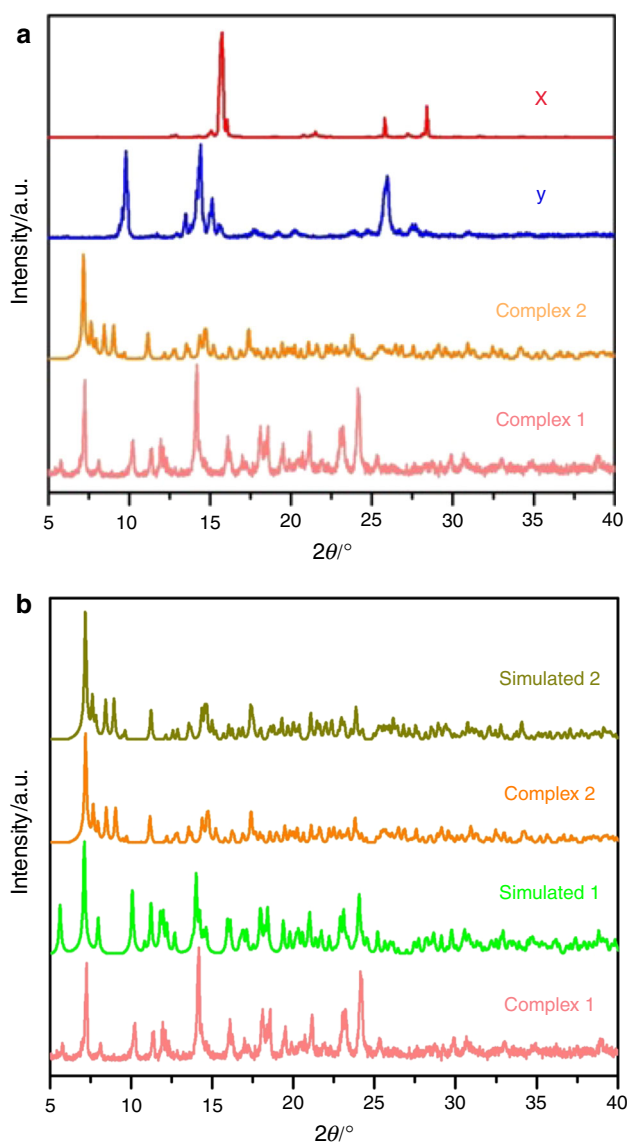 a
X
y
Complex 2
Complex 1
Intensity/a.u.
5 10 15 20 25 30 35 40
2θ/°
b
Simulated 2
Complex 2
Simulated 1
Complex 1
Intensity/a.u.
5 10 15 20 25 30 35 40
2θ/°